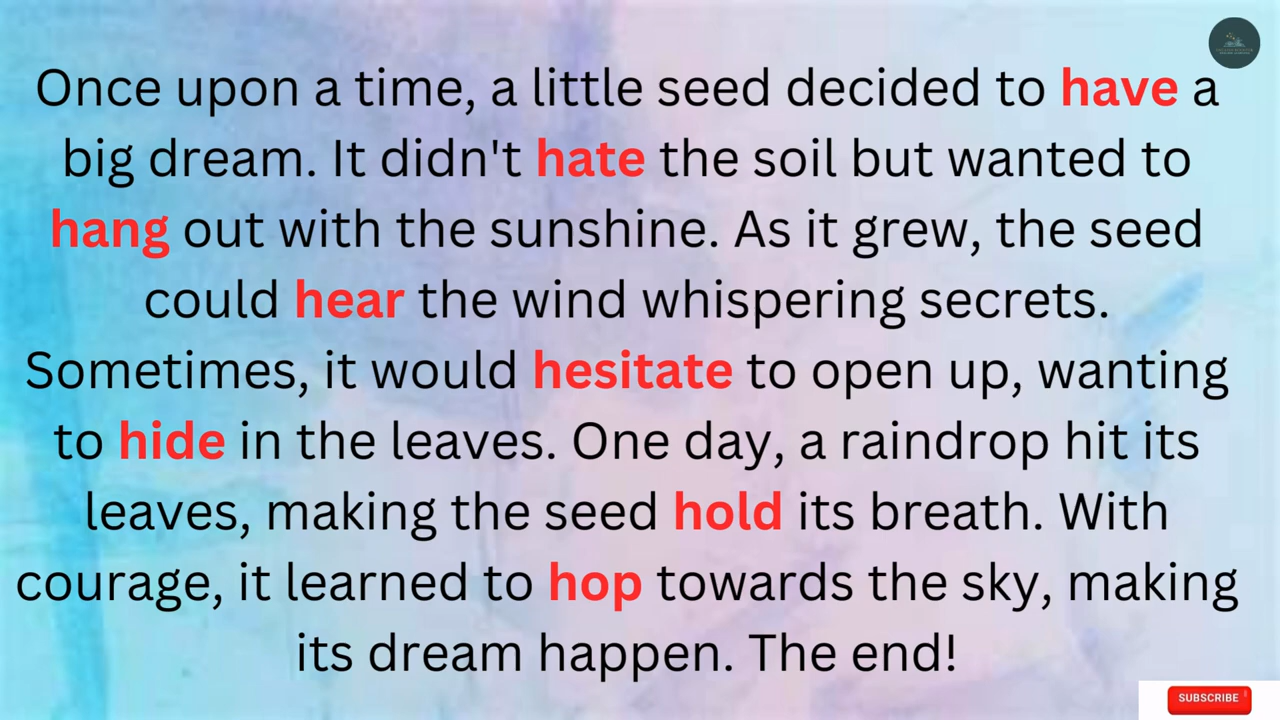 Once upon a time, a little seed decided to have a
big dream. It didn't hate the soil but wanted to
hang out with the sunshine. As it grew, the seed
could hear the wind whispering secrets.
Sometimes, it would hesitate to open up, wanting
to hide in the leaves. One day, a raindrop hit its
leaves, making the seed hold its breath. With
courage, it learned to hop towards the sky, making
its dream happen. The end!
SUBSCRIBE